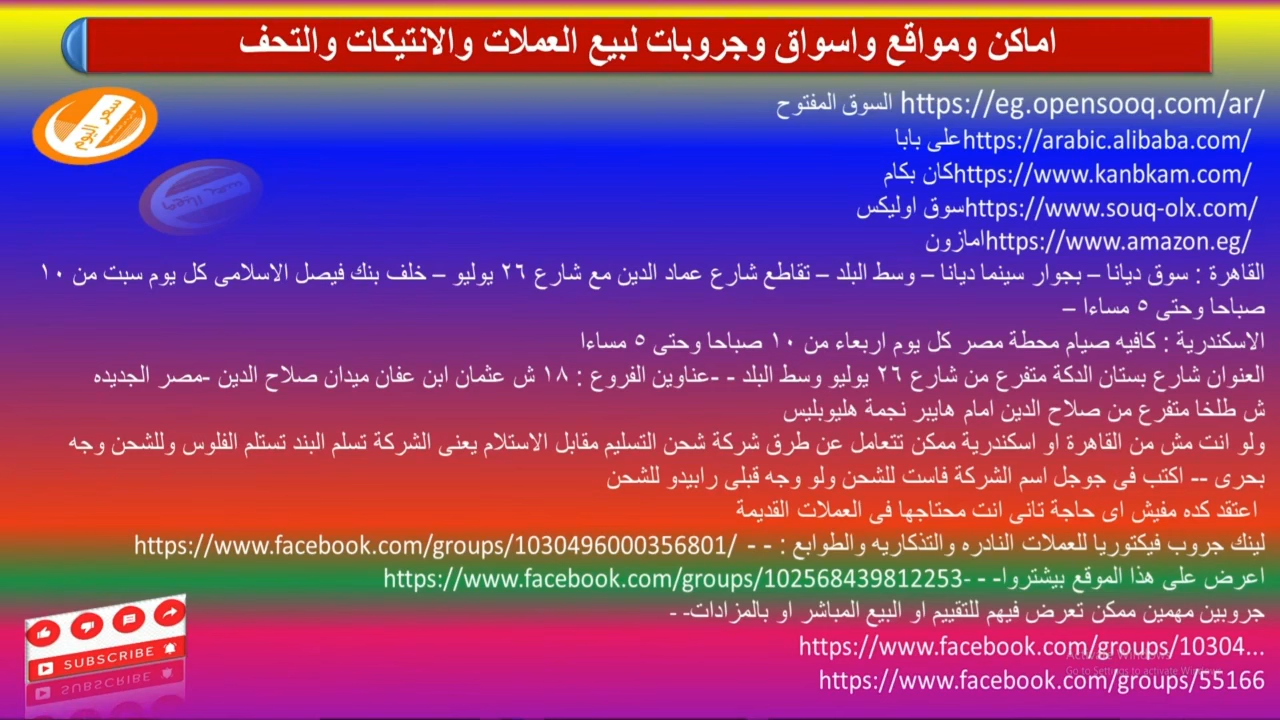 اماكن ومواقع واسواق وجروبات لبيع العملات والانتيكات والتحف
سعر اليوم
https://eg.opensooq.com/ar/ السوق المفتوح
https://arabic.alibaba.com/على بابا
https://www.kanbkam.com/كان بكام
https://www.souq-olx.com/سوق اوليكس
https://www.amazon.eg/امازون
القاهرة : سوق ديانا – بجوار سينما ديانا – وسط البلد – تقاطع شارع عماد الدين مع شارع ٢٦ يوليو – خلف بنك فيصل الاسلامى كل يوم سبت من ١٠
صباحا وحتى ٥ مساءا –
الاسكندرية : كافيه صيام محطة مصر كل يوم اربعاء من ١٠ صباحا وحتى ٥ مساءا
العنوان شارع بستان الدكة متفرع من شارع ٢٦ يوليو وسط البلد - -عناوين الفروع : ١٨ ش عثمان ابن عفان ميدان صلاح الدين -مصر الجديده
ش طلخا متفرع من صلاح الدين امام هايبر نجمة هليوبليس
ولو انت مش من القاهرة او اسكندرية ممكن تتعامل عن طرق شركة شحن التسليم مقابل الاستلام يعنى الشركة تسلم البند تستلم الفلوس وللشحن وجه
بحرى -- اكتب فى جوجل اسم الشركة فاست للشحن ولو وجه قبلى رابيدو للشحن
اعتقد كده مفيش اى حاجة تانى انت محتاجها فى العملات القديمة
لينك جروب فيكتوريا للعملات النادره والتذكاريه والطوابع : - - https://www.facebook.com/groups/1030496000356801/
اعرض على هذا الموقع بيشتروا- - -https://www.facebook.com/groups/102568439812253
جروبين مهمين ممكن تعرض فيهم للتقييم او البيع المباشر او بالمزادات- -
https://www.facebook.com/groups/10304...
https://www.facebook.com/groups/55166
SUBSCRIBE
Activate Windows
Go to Settings to activate Windows